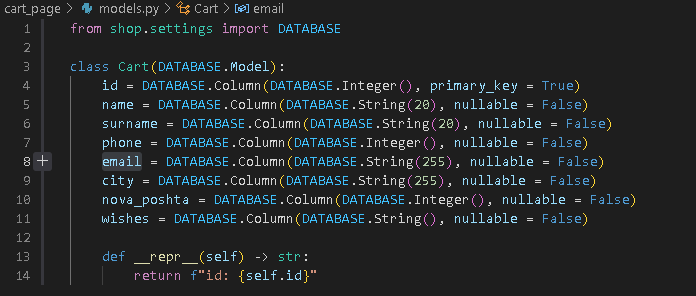 cart_page > models.py > Cart > email
1 from shop.settings import DATABASE
2
3 class Cart(DATABASE.Model):
4 id = DATABASE.Column(DATABASE.Integer(), primary_key = True)
5 name = DATABASE.Column(DATABASE.String(20), nullable = False)
6 surname = DATABASE.Column(DATABASE.String(20), nullable = False)
7 phone = DATABASE.Column(DATABASE.Integer(), nullable = False)
8 email = DATABASE.Column(DATABASE.String(255), nullable = False)
9 city = DATABASE.Column(DATABASE.String(255), nullable = False)
10 nova_poshta = DATABASE.Column(DATABASE.Integer(), nullable = False)
11 wishes = DATABASE.Column(DATABASE.String(), nullable = False)
12
13 def __repr__(self) -> str:
14 return f"id: {self.id}"